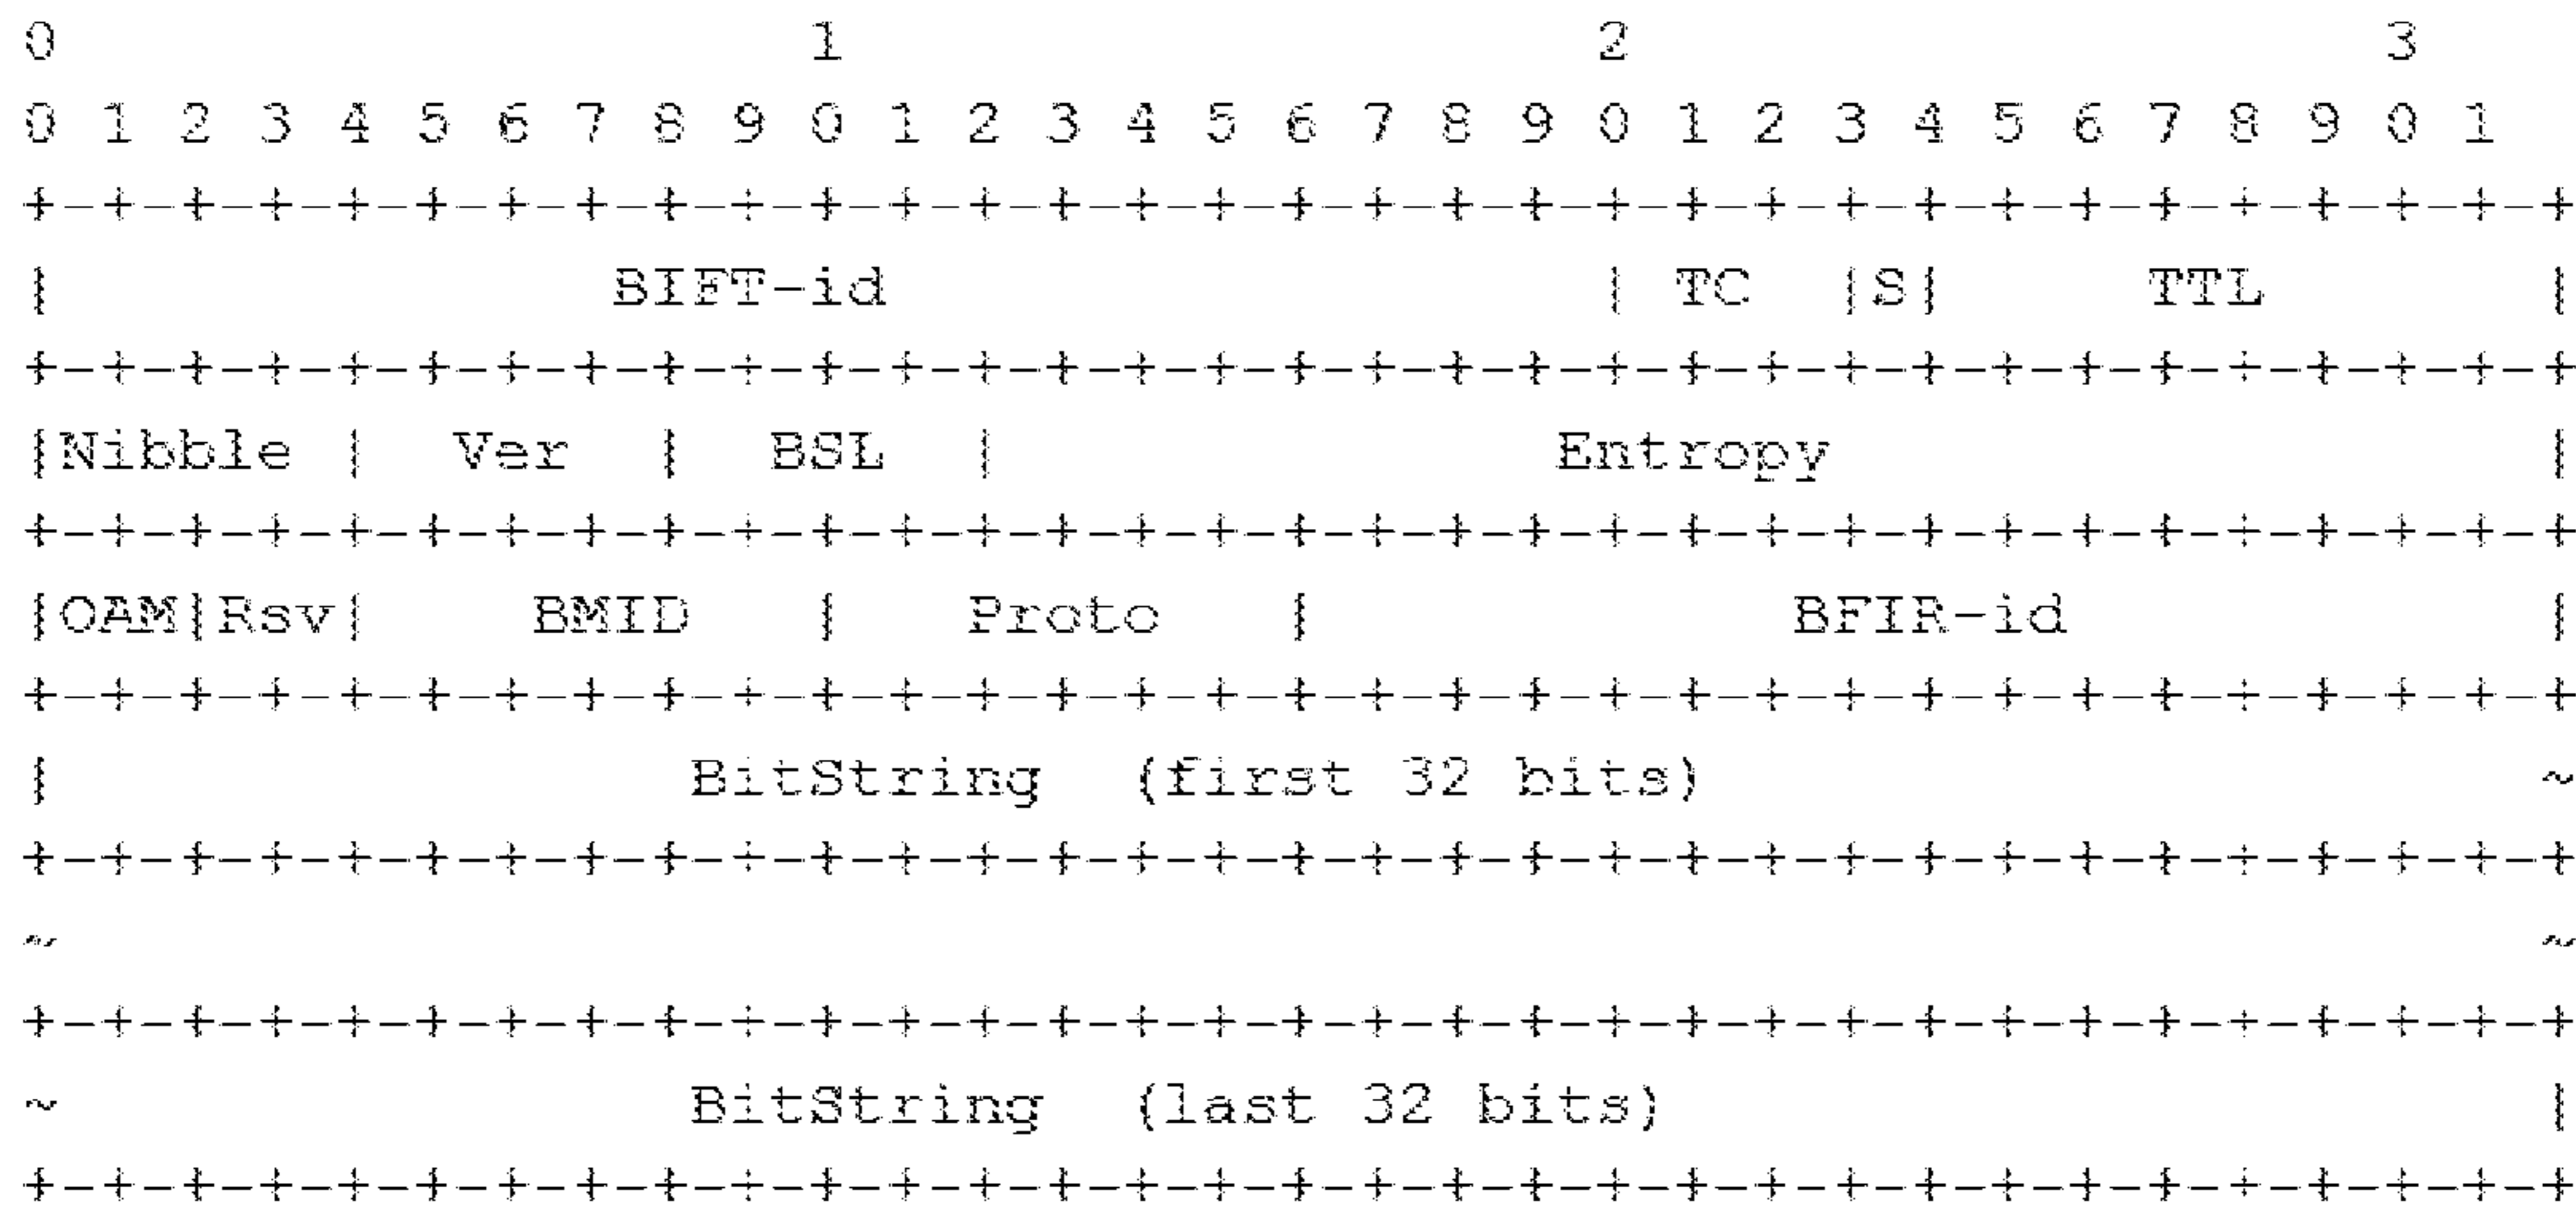 0                   1                   2                   3
 0 1 2 3 4 5 6 7 8 9 0 1 2 3 4 5 6 7 8 9 0 1 2 3 4 5 6 7 8 9 0 1
+-+-+-+-+-+-+-+-+-+-+-+-+-+-+-+-+-+-+-+-+-+-+-+-+-+-+-+-+-+-+-+-+
|              BIFT-id                  | TC  |S|     TTL       |
+-+-+-+-+-+-+-+-+-+-+-+-+-+-+-+-+-+-+-+-+-+-+-+-+-+-+-+-+-+-+-+-+
|Nibble |  Ver  |  BSL  |              Entropy                  |
+-+-+-+-+-+-+-+-+-+-+-+-+-+-+-+-+-+-+-+-+-+-+-+-+-+-+-+-+-+-+-+-+
|OAM|Rsv|    BMID   |   Proto   |            BFIR-id            |
+-+-+-+-+-+-+-+-+-+-+-+-+-+-+-+-+-+-+-+-+-+-+-+-+-+-+-+-+-+-+-+-+
|                BitString  (first 32 bits)                     ~
+-+-+-+-+-+-+-+-+-+-+-+-+-+-+-+-+-+-+-+-+-+-+-+-+-+-+-+-+-+-+-+-+
~                                                               ~
+-+-+-+-+-+-+-+-+-+-+-+-+-+-+-+-+-+-+-+-+-+-+-+-+-+-+-+-+-+-+-+-+
~                BitString  (last 32 bits)                      |
+-+-+-+-+-+-+-+-+-+-+-+-+-+-+-+-+-+-+-+-+-+-+-+-+-+-+-+-+-+-+-+-+